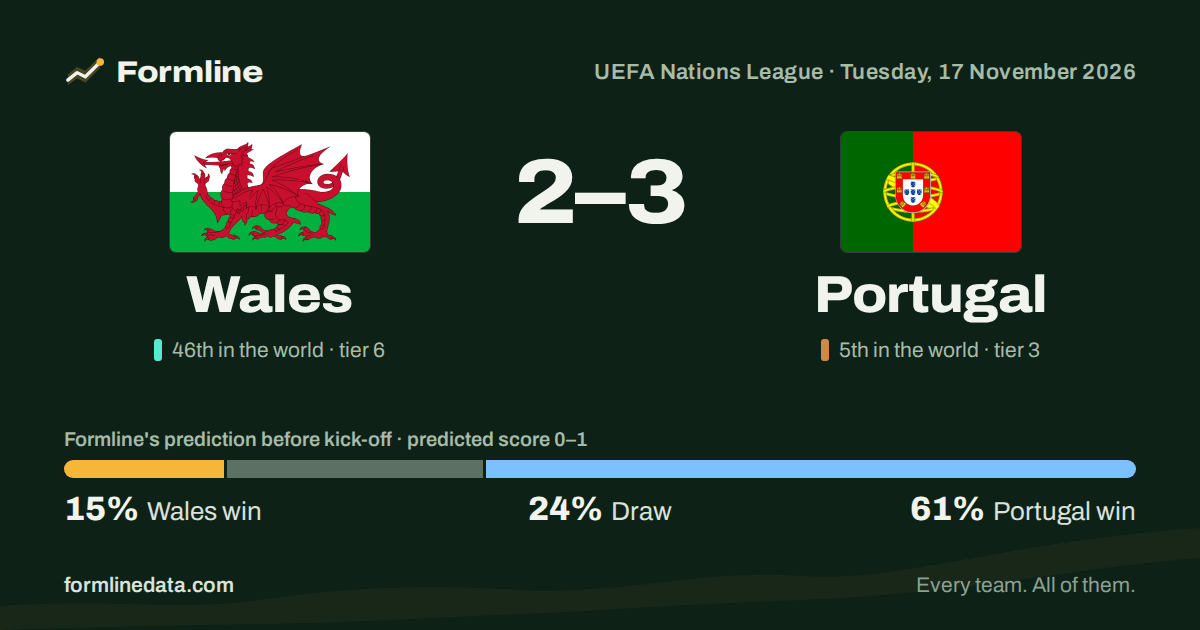 Formline
UEFA Nations League · Tuesday, 17 November 2026
2–3
Wales
Portugal
46th in the world · tier 6
5th in the world · tier 3
Formline's prediction before kick-off · predicted score 0–1
15% Wales win
24% Draw
61% Portugal win
formlinedata.com
Every team. All of them.